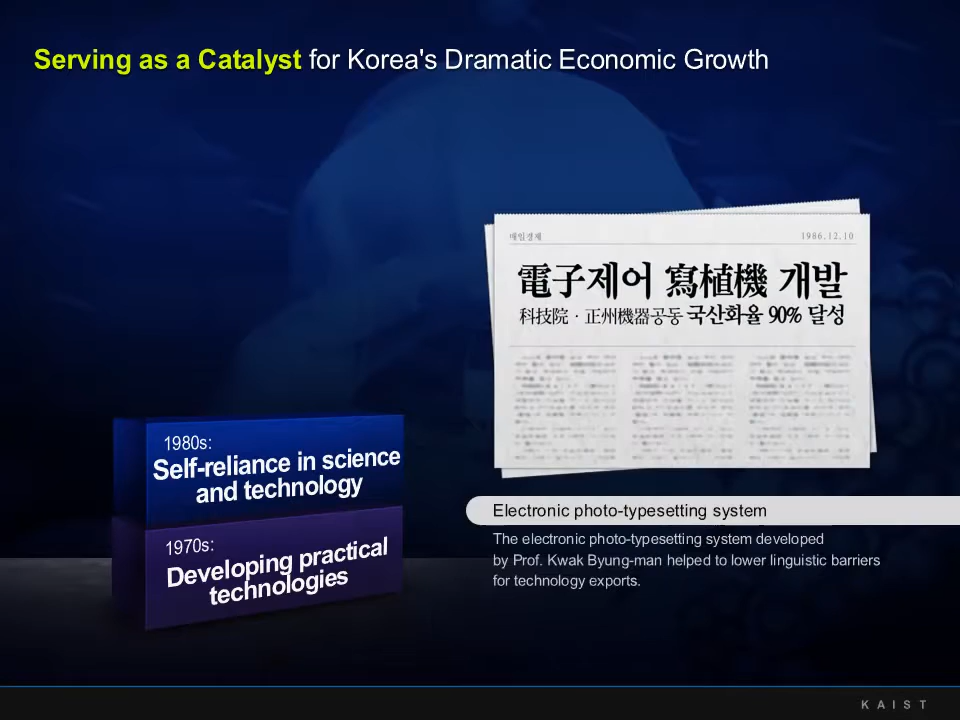 Serving as a Catalyst for Korea's Dramatic Economic Growth
매일경제 1986.12.10
電子제어 寫植機 개발
科技院·正州機器공동 국산화율 90% 달성
1980s:
Self-reliance in science
and technology
1970s:
Developing practical
technologies
Electronic photo-typesetting system
The electronic photo-typesetting system developed
by Prof. Kwak Byung-man helped to lower linguistic barriers
for technology exports.
KAIST